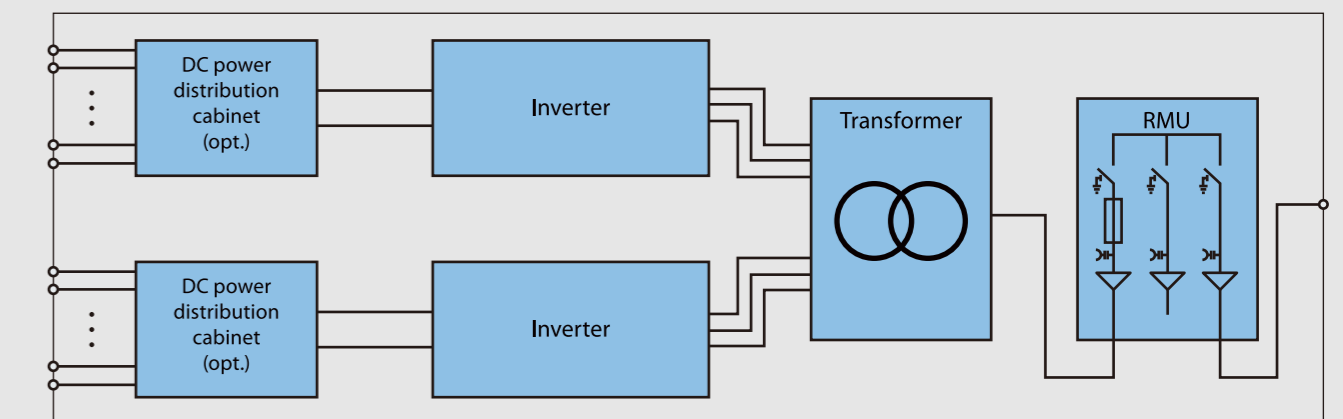 DC power
distribution
cabinet
(opt.)
Inverter
Transformer
RMU
DC power
distribution
cabinet
(opt.)
Inverter